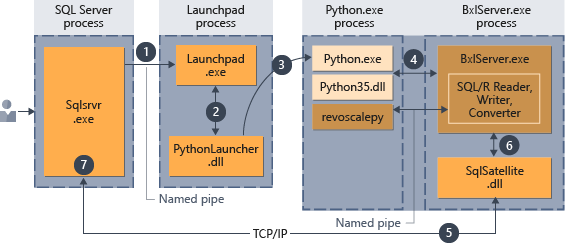 SQL Server
process
Launchpad
process
Python.exe
process
BxlServer.exe
process
1
Launchpad
.exe
3
Python.exe
4
BxlServer.exe
Sqlsrvr
.exe
2
Python35.dll
SQL/R Reader,
Writer,
Converter
revoscalepy
PythonLauncher
.dll
6
7
SqlSatellite
.dll
Named pipe
Named pipe
TCP/IP
5